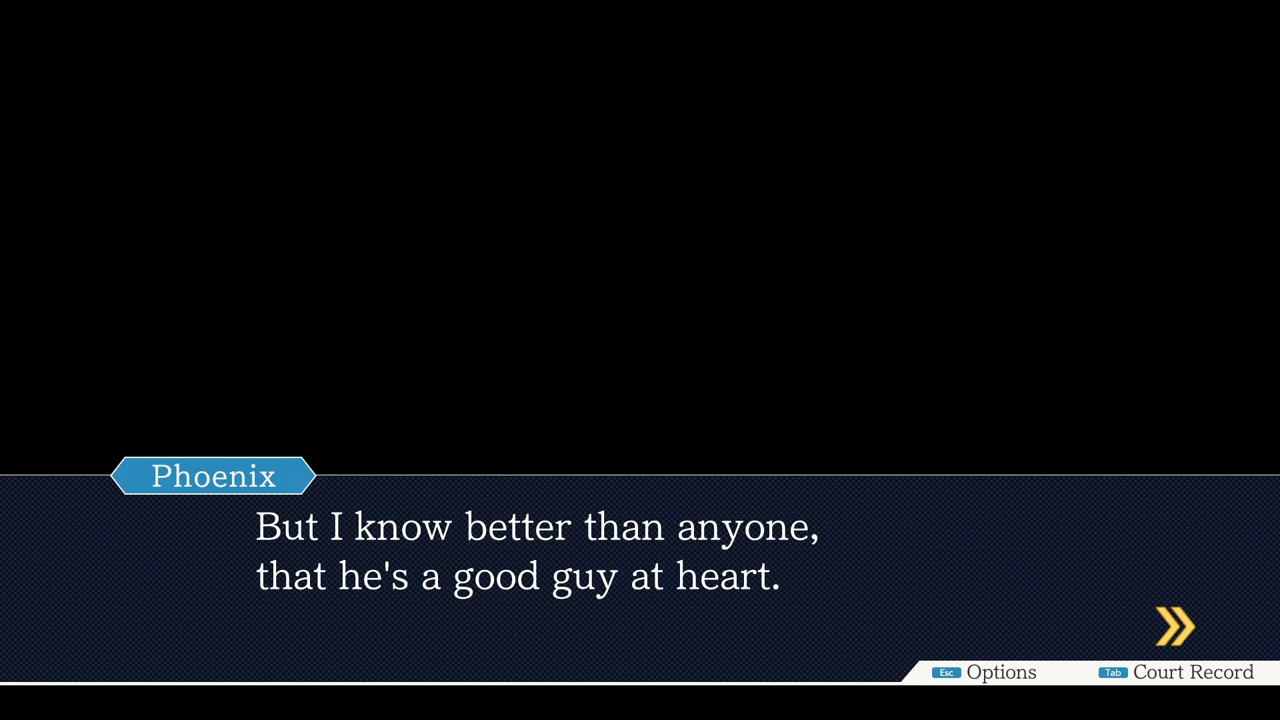 Phoenix
But I know better than anyone,
that he's a good guy at heart.
Esc Options Tab Court Record